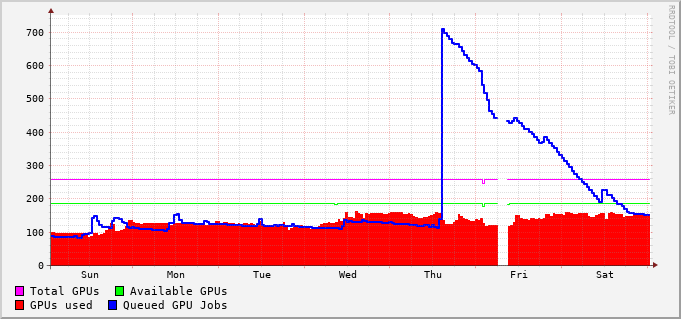 RRDTOOL / TOBI OETIKER
700
600
500
400
300
200
100
0
Sun Mon Tue Wed Thu Fri Sat
Total GPUs Available GPUs
GPUs used Queued GPU Jobs